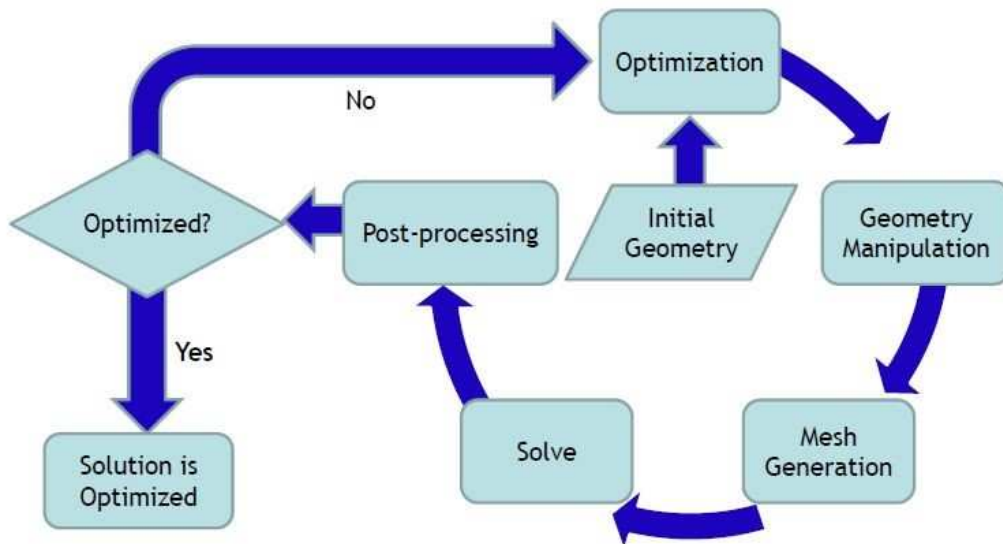 Optimization
No
Initial
Geometry
Geometry
Manipulation
Optimized?
Post-processing
Yes
Mesh
Generation
Solve
Solution is
Optimized